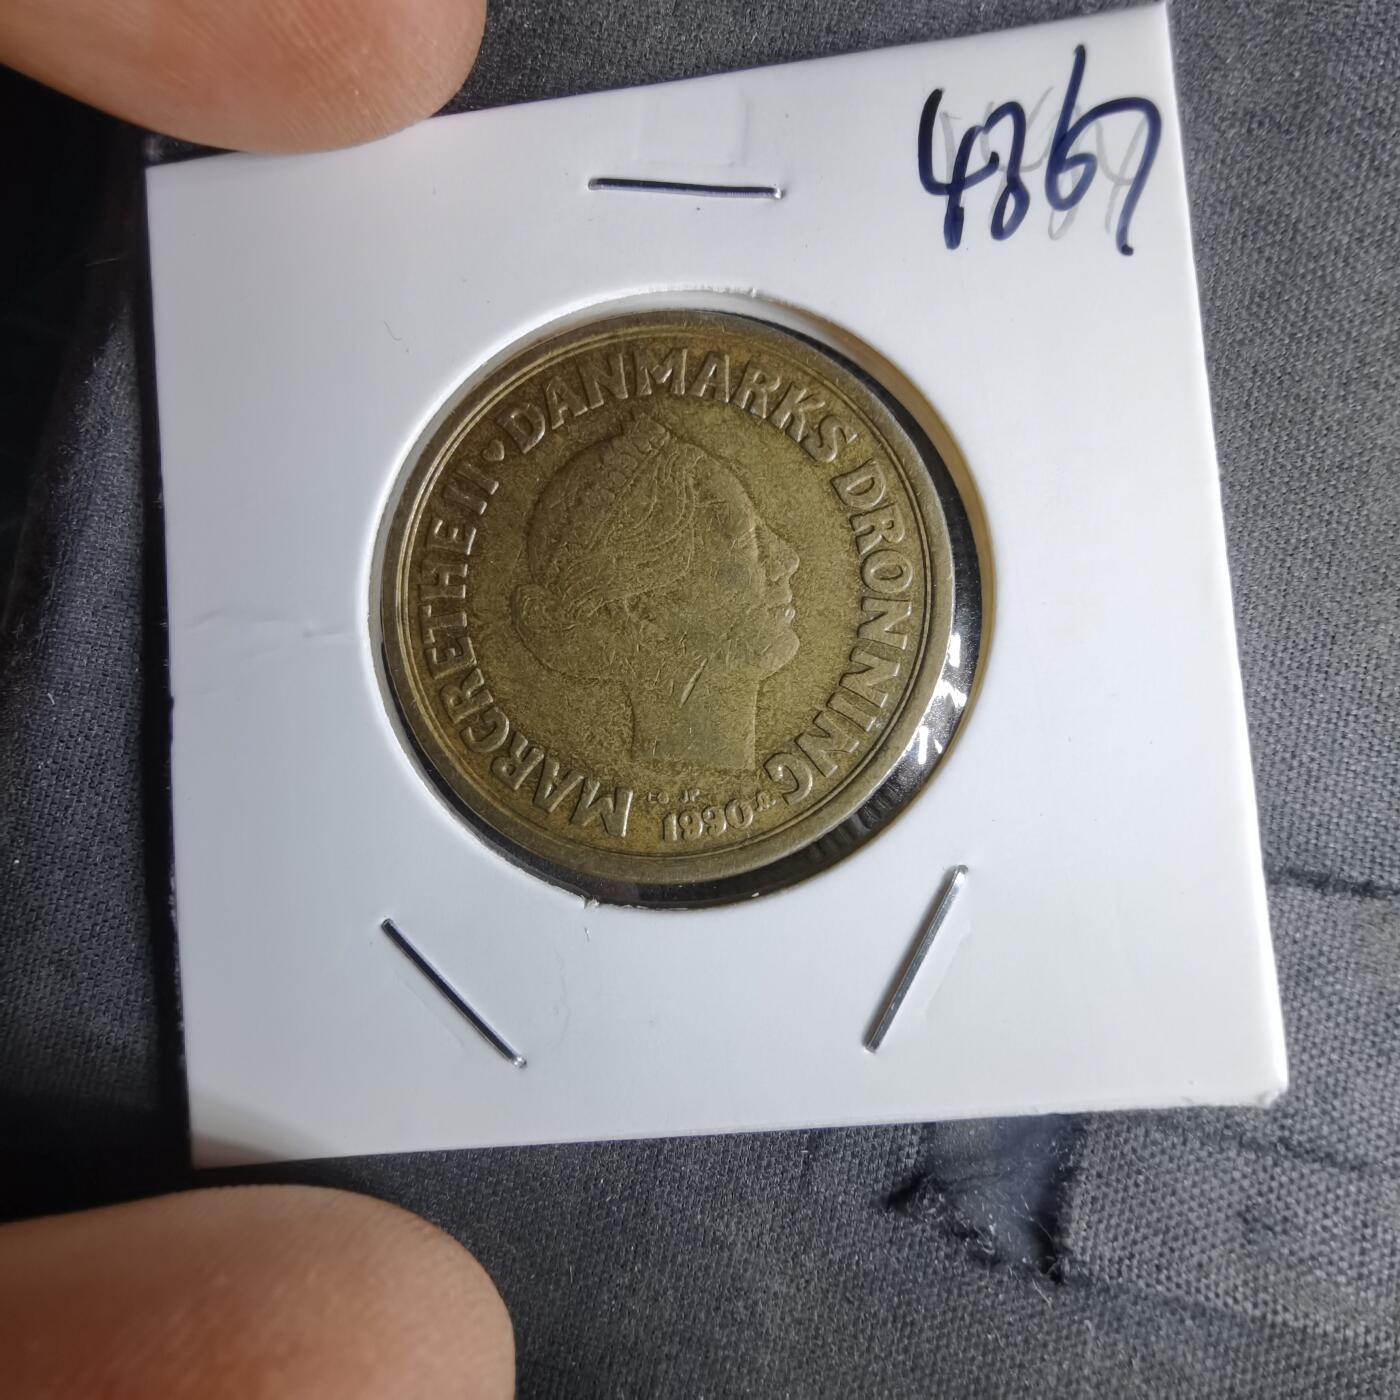 4867
MARGRETHE II ♥ DANMARKS DRONNING
1990